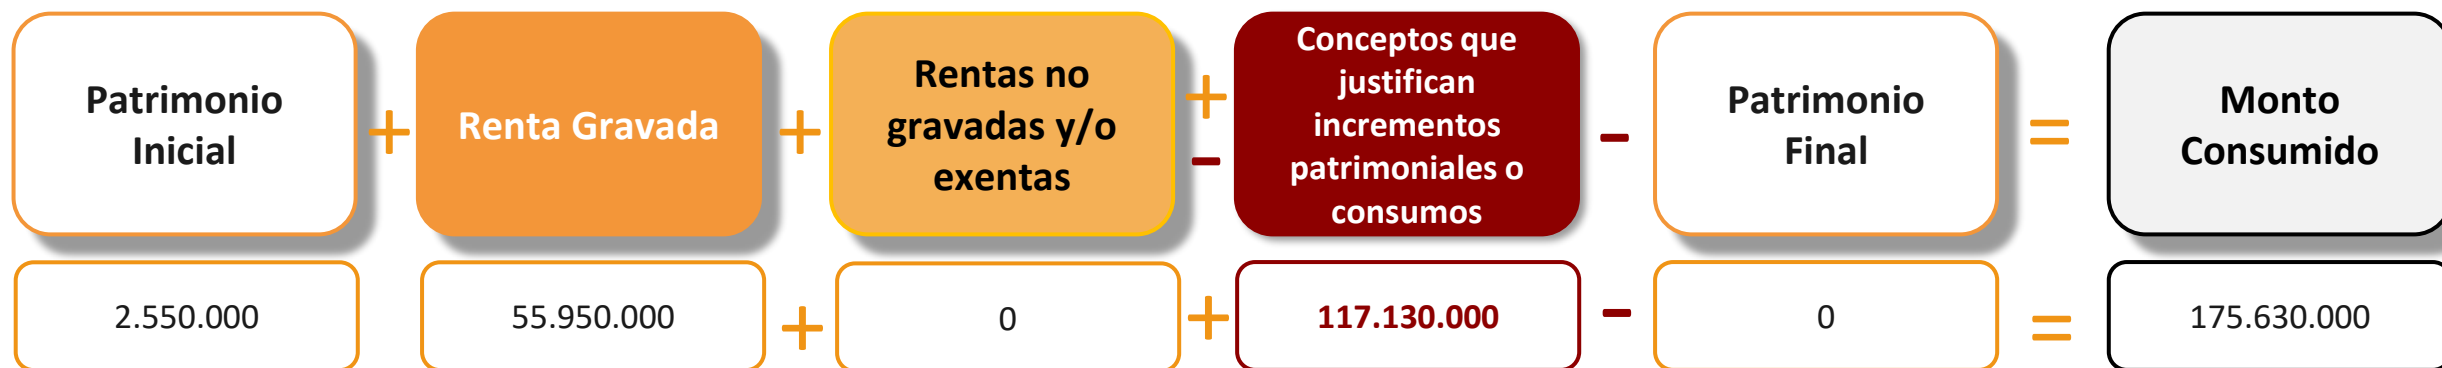 Patrimonio
Inicial
+
Renta Gravada
+
Rentas no
gravadas y/o
exentas
+
-
Conceptos que
justifican
incrementos
patrimoniales o
consumos
-
Patrimonio
Final
=
Monto
Consumido
2.550.000
55.950.000
+
0
+
117.130.000
-
0
=
175.630.000